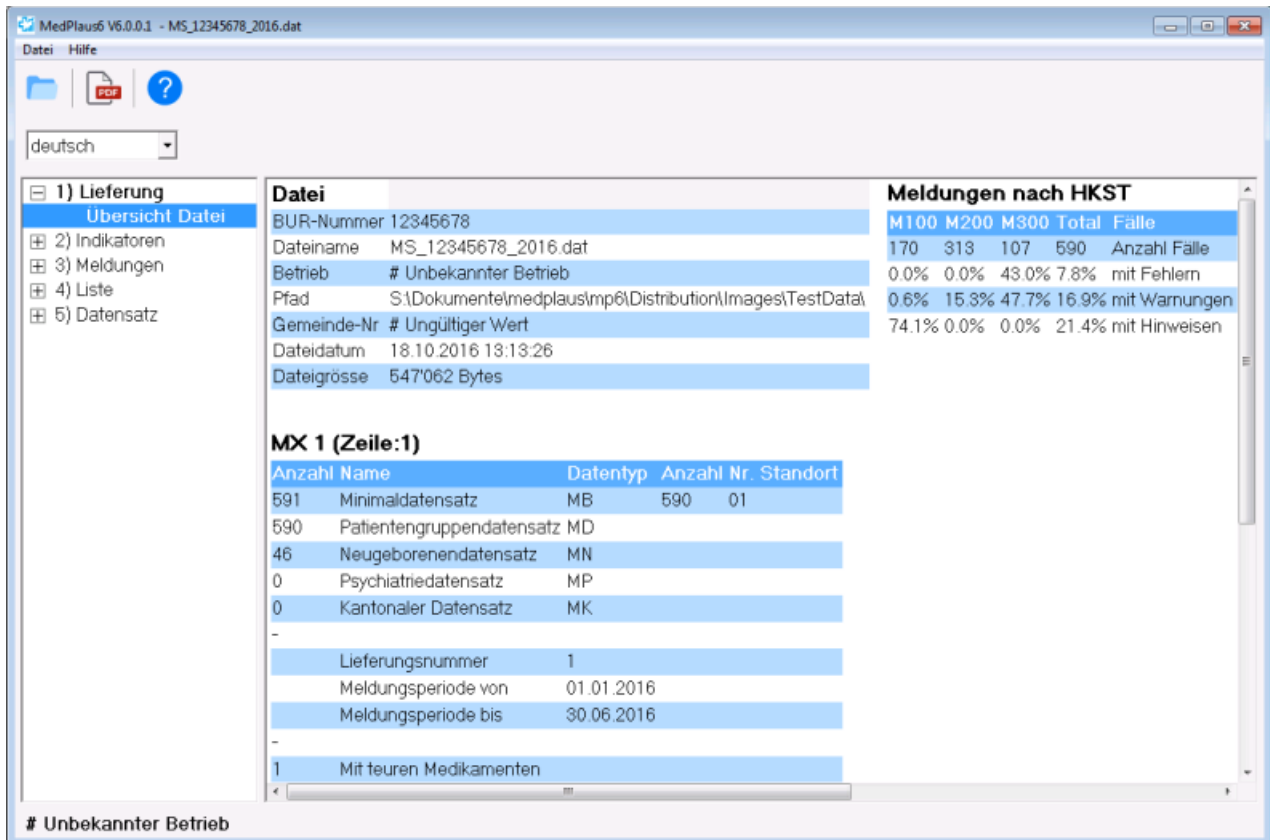 MedPlaus6 V6.0.0.1 - MS_12345678_2016.dat
Datei Hilfe
PDF ?
deutsch
1) Lieferung
Übersicht Datei
2) Indikatoren
3) Meldungen
4) Liste
5) Datensatz
Datei
BUR-Nummer 12345678
Dateiname MS_12345678_2016.dat
Betrieb # Unbekannter Betrieb
Pfad S:\Dokumente\medplaus\mp6\Distribution\Images\TestData\
Gemeinde-Nr # Ungültiger Wert
Dateidatum 18.10.2016 13:13:26
Dateigrösse 547'062 Bytes
Meldungen nach HKST
M100 M200 M300 Total Fälle
170 313 107 590 Anzahl Fälle
0.0% 0.0% 43.0% 7.8% mit Fehlern
0.6% 15.3% 47.7% 16.9% mit Warnungen
74.1% 0.0% 0.0% 21.4% mit Hinweisen
MX 1 (Zeile:1)
Anzahl Name Datentyp Anzahl Nr. Standort
591 Minimaldatensatz MB 590 01
590 Patientengruppendatensatz MD
46 Neugeborenendatensatz MN
0 Psychiatriedatensatz MP
0 Kantonaler Datensatz MK
-
Lieferungsnummer 1
Meldungsperiode von 01.01.2016
Meldungsperiode bis 30.06.2016
-
1 Mit teuren Medikamenten
# Unbekannter Betrieb